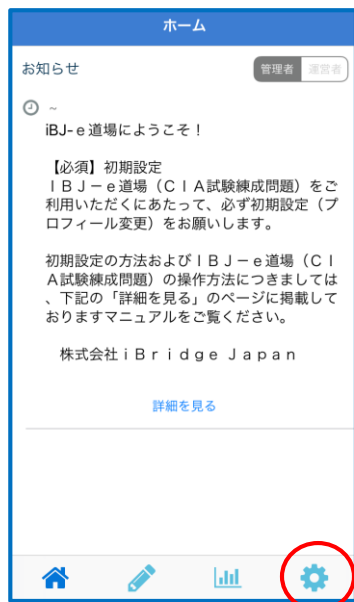 ホーム
お知らせ
管理者 運営者
~
iBJ-ｅ道場にようこそ！
【必須】初期設定
ＩＢＪーｅ道場（ＣＩＡ試験練成問題）をご
利用いただくにあたって、必ず初期設定（プ
ロフィール変更）をお願いします。
初期設定の方法およびＩＢＪーｅ道場（ＣＩ
Ａ試験練成問題）の操作方法につきましては
、下記の「詳細を見る」のページに掲載して
おりますマニュアルをご覧ください。
株式会社ｉＢｒｉｄｇｅ Ｊａｐａｎ
詳細を見る